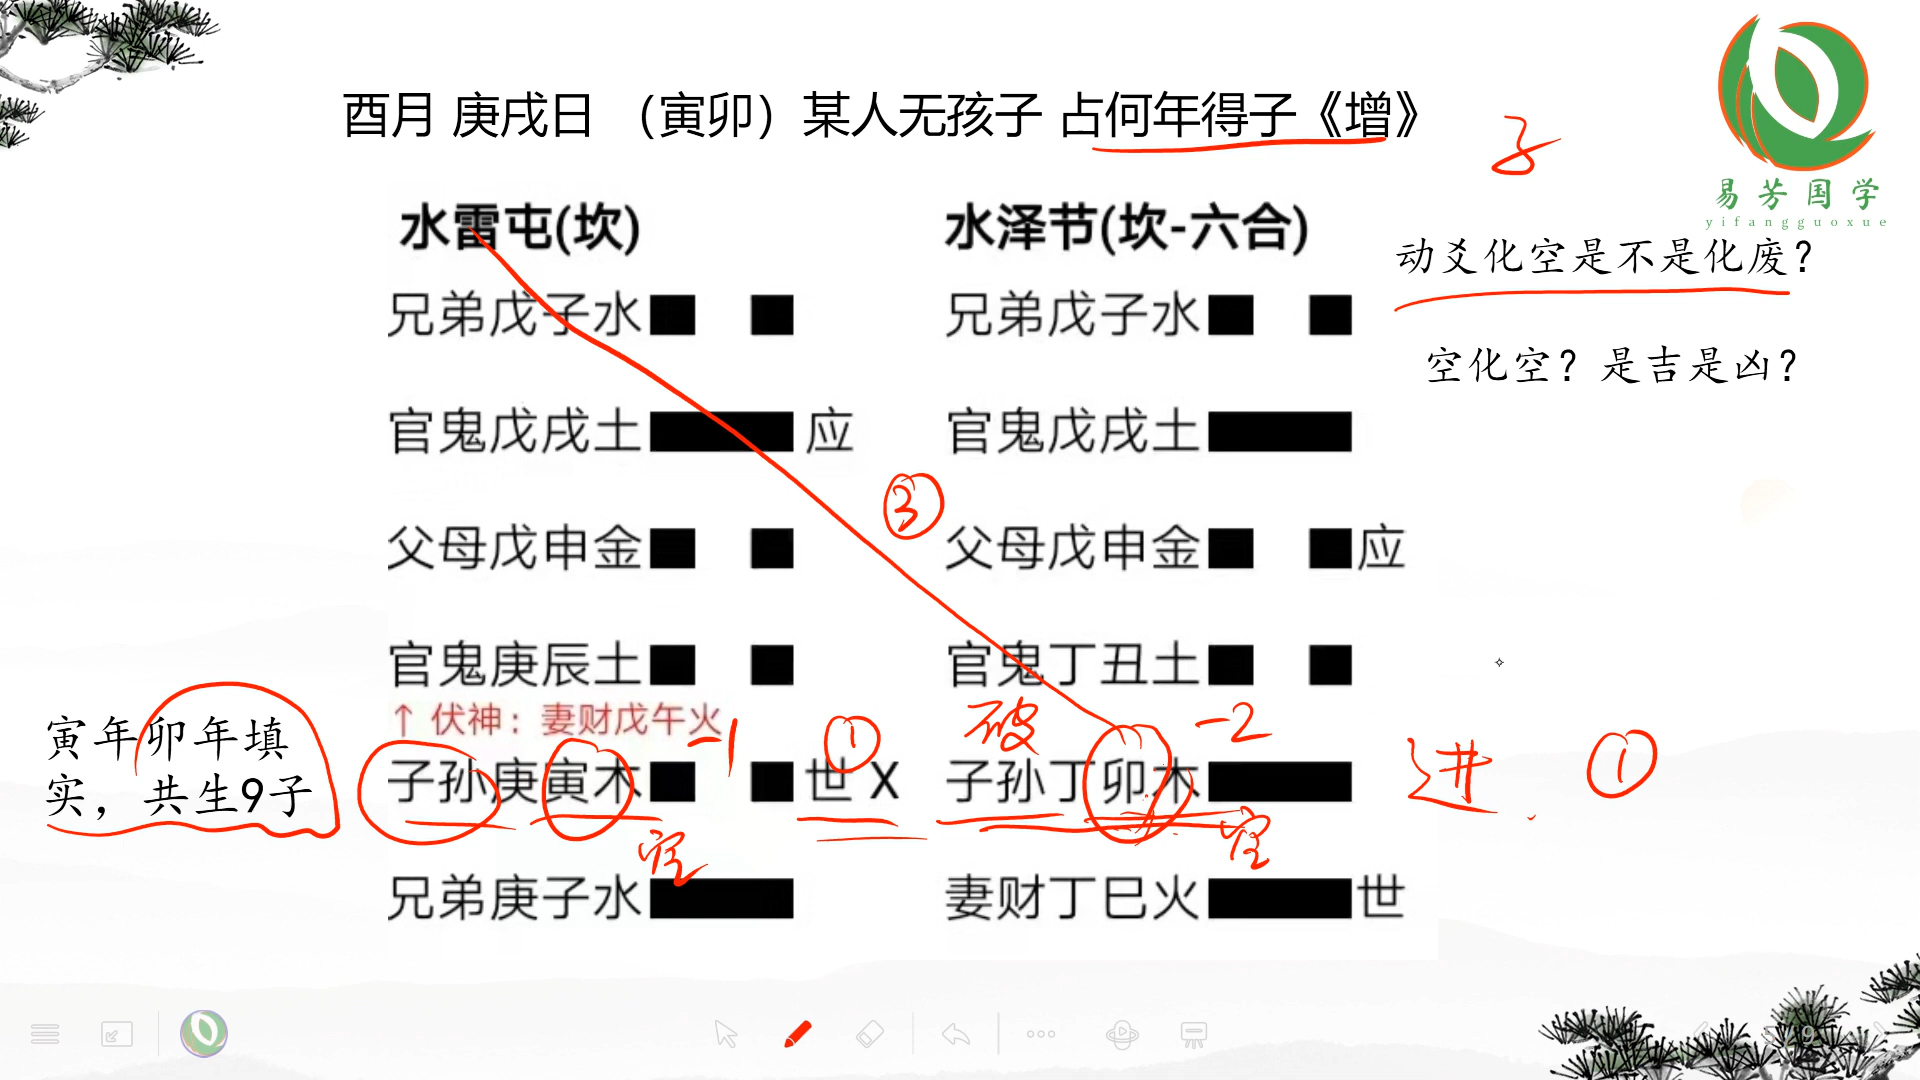 酉月 庚戌日 （寅卯）某人无孩子 占何年得子《增》
子
易芳国学
yifangguoxue
水雷屯(坎)
水泽节(坎-六合)
动爻化空是不是化废？
兄弟戊子水
兄弟戊子水
空化空？是吉是凶？
官鬼戊戌土 应
官鬼戊戌土
③
父母戊申金
父母戊申金 应
官鬼庚辰土
官鬼丁丑土
↑ 伏神：妻财戊午火
-1
①
破
-2
寅年卯年填
实，共生9子
子孙庚寅木 世 X
子孙丁卯木
进
①
空
空
兄弟庚子水
妻财丁巳火 世